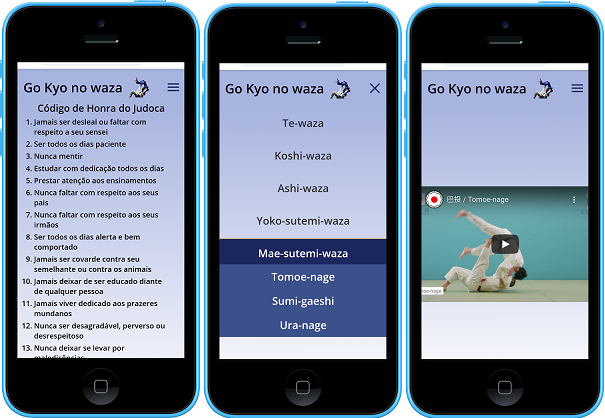 Go Kyo no waza
Código de Honra do Judoca
1. Jamais ser desleal ou faltar com
respeito a seu sensei
2. Ser todos os dias paciente
3. Nunca mentir
4. Estudar com dedicação todos os dias
5. Prestar atenção aos ensinamentos
6. Nunca faltar com respeito aos seus
pais
7. Nunca faltar com respeito aos seus
irmãos
8. Ser todos os dias alerta e bem
comportado
9. Jamais ser covarde contra seu
semelhante ou contra os animais
10. Jamais deixar de ser educado diante
de qualquer pessoa
11. Jamais viver dedicado aos prazeres
mundanos
12. Nunca ser desagradável, perverso ou
desrespeitoso
13. Nunca deixar se levar por
maledicências
Go Kyo no waza
Te-waza
Koshi-waza
Ashi-waza
Yoko-sutemi-waza
Mae-sutemi-waza
Tomoe-nage
Sumi-gaeshi
Ura-nage
Go Kyo no waza
巴投 / Tomoe-nage